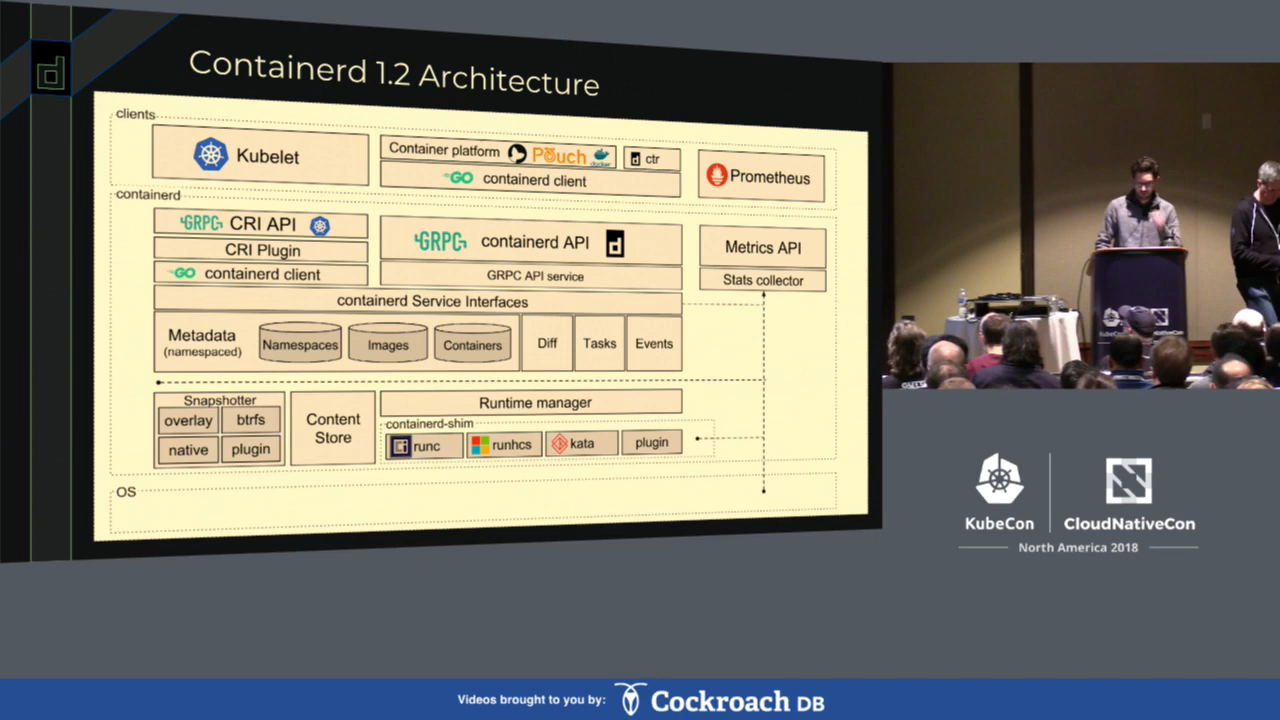 Containerd 1.2 Architecture
clients
Kubelet
Container platform Pouch docker
ctr
GO containerd client
Prometheus
containerd
GRPC CRI API
CRI Plugin
GO containerd client
GRPC containerd API
GRPC API service
Metrics API
Stats collector
containerd Service Interfaces
Metadata
(namespaced)
Namespaces
Images
Containers
Diff
Tasks
Events
Snapshotter
overlay
btrfs
native
plugin
Content
Store
Runtime manager
containerd-shim
runc
runhcs
kata
plugin
OS
KubeCon
CloudNativeCon
North America 2018
Videos brought to you by: Cockroach DB